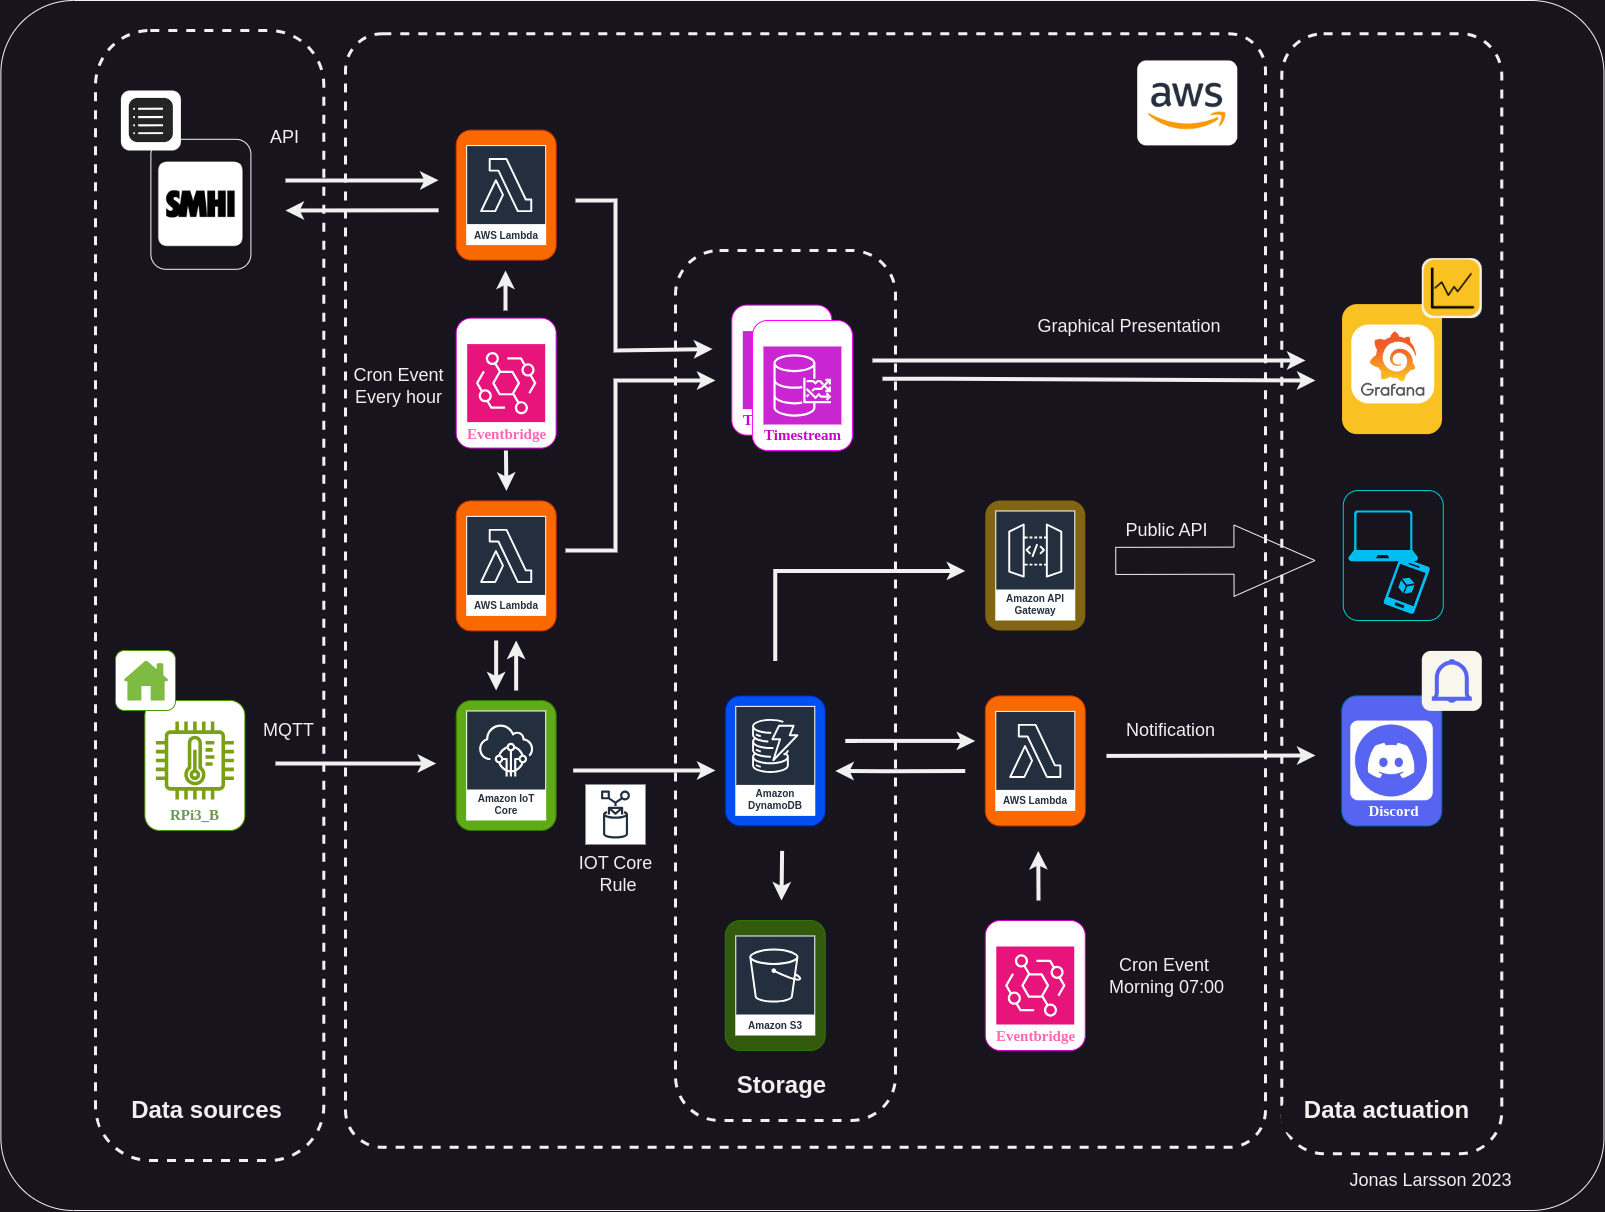 aws
API
SMHI
AWS Lambda
Cron Event
Every hour
Eventbridge
T
Timestream
Graphical Presentation
Grafana
AWS Lambda
Amazon API
Gateway
Public API
MQTT
RPi3_B
Amazon IoT
Core
IOT Core
Rule
Amazon
DynamoDB
AWS Lambda
Notification
Discord
Amazon S3
Eventbridge
Cron Event
Morning 07:00
Storage
Data sources
Data actuation
Jonas Larsson 2023